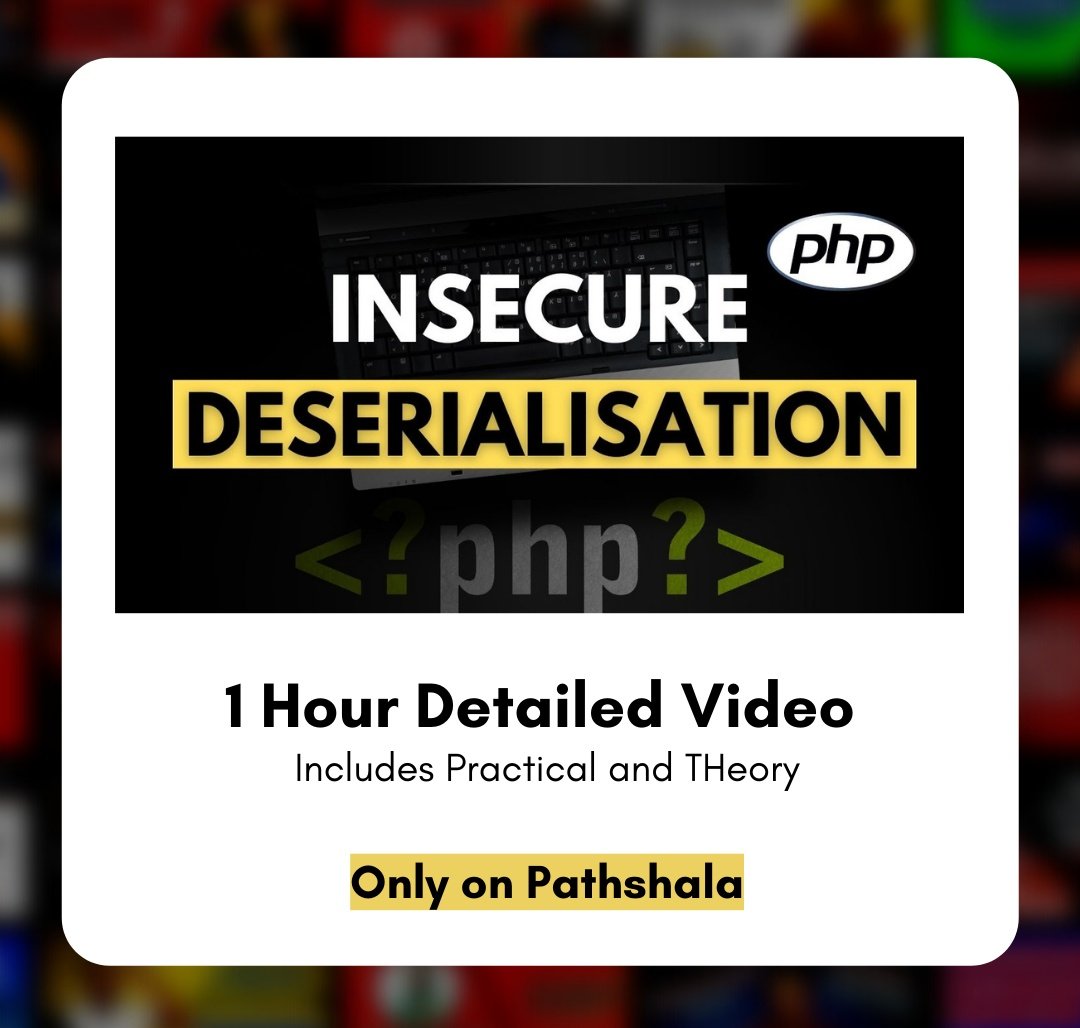 php
INSECURE
DESERIALISATION
<?php?>
1 Hour Detailed Video
Includes Practical and THeory
Only on Pathshala